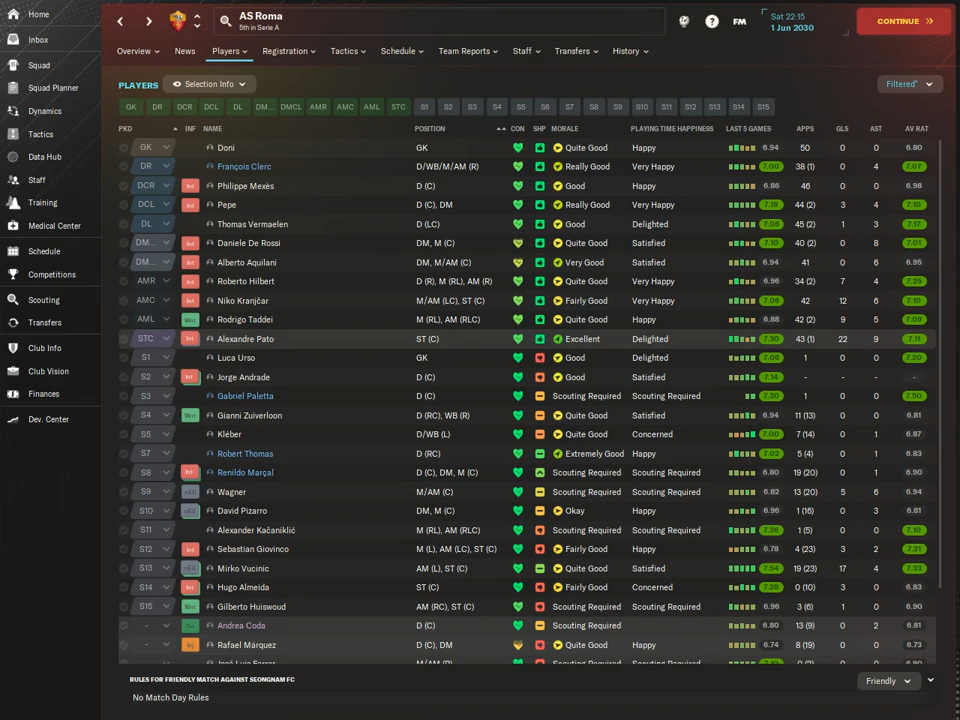 Home
Inbox
Squad
Squad Planner
Dynamics
Tactics
Data Hub
Staff
Training
Medical Center
Schedule
Competitions
Scouting
Transfers
Club Info
Club Vision
Finances
Dev. Center
AS Roma
5th in Serie A
? FM
Sat 22:15
1 Jun 2030
CONTINUE
Overview News Players Registration Tactics Schedule Team Reports Staff Transfers History
PLAYERS Selection Info Filtered*
GK DR DCR DCL DL DM... DMCL AMR AMC AML STC S1 S2 S3 S4 S5 S6 S7 S8 S9 S10 S11 S12 S13 S14 S15
PKD INF NAME POSITION CON SHP MORALE PLAYING TIME HAPPINESS LAST 5 GAMES APPS GLS AST AV RAT
GK Doni GK Quite Good Happy 6.94 50 0 0 6.80
DR François Clerc D/WB/M/AM (R) Really Good Very Happy 7.00 38 (1) 0 4 7.07
DCR Int Philippe Mexès D (C) Good Happy 6.86 46 0 0 6.98
DCL Int Pepe D (C), DM Really Good Very Happy 7.18 44 (2) 3 4 7.10
DL Thomas Vermaelen D (LC) Good Delighted 7.06 45 (2) 1 3 7.17
DM... Int Daniele De Rossi DM, M (C) Quite Good Satisfied 7.10 40 (2) 0 8 7.01
DM... Int Alberto Aquilani DM, M/AM (C) Very Good Satisfied 6.94 41 0 6 6.95
AMR Int Roberto Hilbert D (R), M (RL), AM (R) Quite Good Very Happy 6.96 34 (2) 7 4 7.25
AMC Int Niko Kranjčar M/AM (LC), ST (C) Fairly Good Very Happy 7.06 42 12 6 7.10
AML Wnt Rodrigo Taddei M (RL), AM (RLC) Quite Good Happy 6.88 42 (2) 9 5 7.09
STC Int Alexandre Pato ST (C) Excellent Delighted 7.30 43 (1) 22 9 7.11
S1 Luca Urso GK Good Delighted 7.06 1 0 0 7.20
S2 Int Jorge Andrade D (C) Good Satisfied 7.14 - - - -
S3 Gabriel Paletta D (C) Scouting Required Scouting Required 7.30 1 0 0 7.50
S4 Wnt Gianni Zuiverloon D (RC), WB (R) Quite Good Satisfied 6.94 11 (13) 0 0 6.81
S5 Kléber D/WB (L) Quite Good Concerned 7.00 7 (14) 0 1 6.87
S7 Robert Thomas D (RC) Extremely Good Happy 7.02 5 (4) 0 1 6.83
S8 Int Renildo Marçal D (C), DM, M (C) Scouting Required Scouting Required 6.80 19 (20) 0 1 6.90
S9 nEU Wagner M/AM (C) Scouting Required Scouting Required 6.82 13 (20) 5 6 6.94
S10 nEU David Pizarro DM, M (C) Okay Happy 6.96 1 (16) 0 3 6.81
S11 Alexander Kačaniklić M (RL), AM (RLC) Scouting Required Scouting Required 7.26 1 (5) 0 0 7.10
S12 Int Sebastian Giovinco M (L), AM (LC), ST (C) Fairly Good Happy 6.78 4 (23) 3 2 7.21
S13 nEU Mirko Vucinic AM (L), ST (C) Quite Good Satisfied 7.54 19 (23) 17 4 7.33
S14 Int Hugo Almeida ST (C) Fairly Good Concerned 7.28 0 (10) 3 0 6.83
S15 Wnt Gilberto Huiswoud AM (RC), ST (C) Scouting Required Scouting Required 6.96 3 (6) 1 0 6.90
- Andrea Coda D (C) Scouting Required 6.80 13 (9) 0 2 6.81
- Inj Rafael Márquez D (C), DM Quite Good Happy 6.74 8 (19) 0 0 6.73
RULES FOR FRIENDLY MATCH AGAINST SEONGNAM FC
Friendly
No Match Day Rules